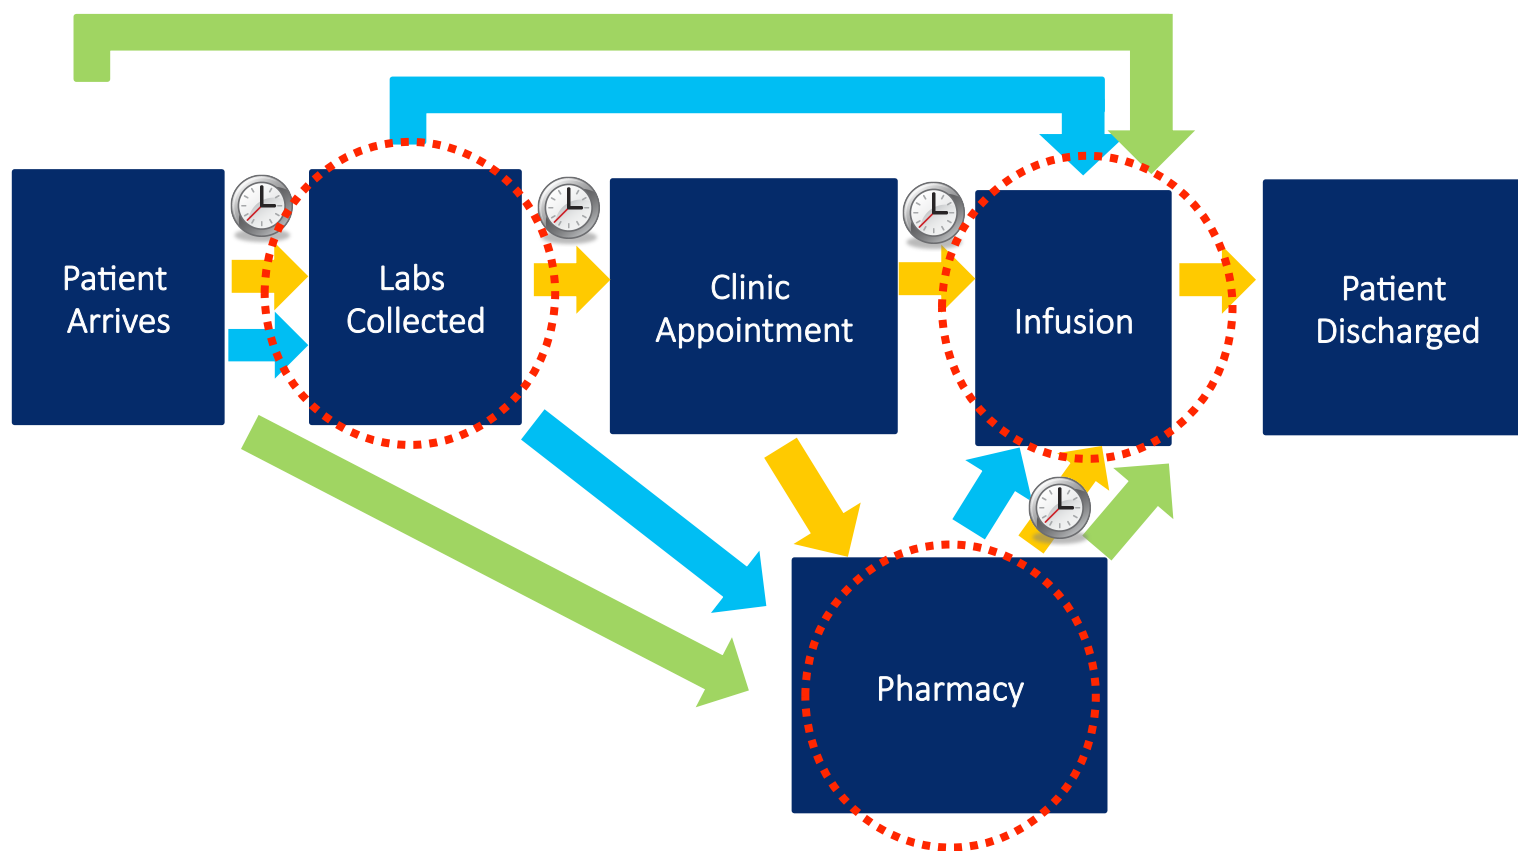 Patient
Arrives
Labs
Collected
Clinic
Appointment
Infusion
Patient
Discharged
Pharmacy